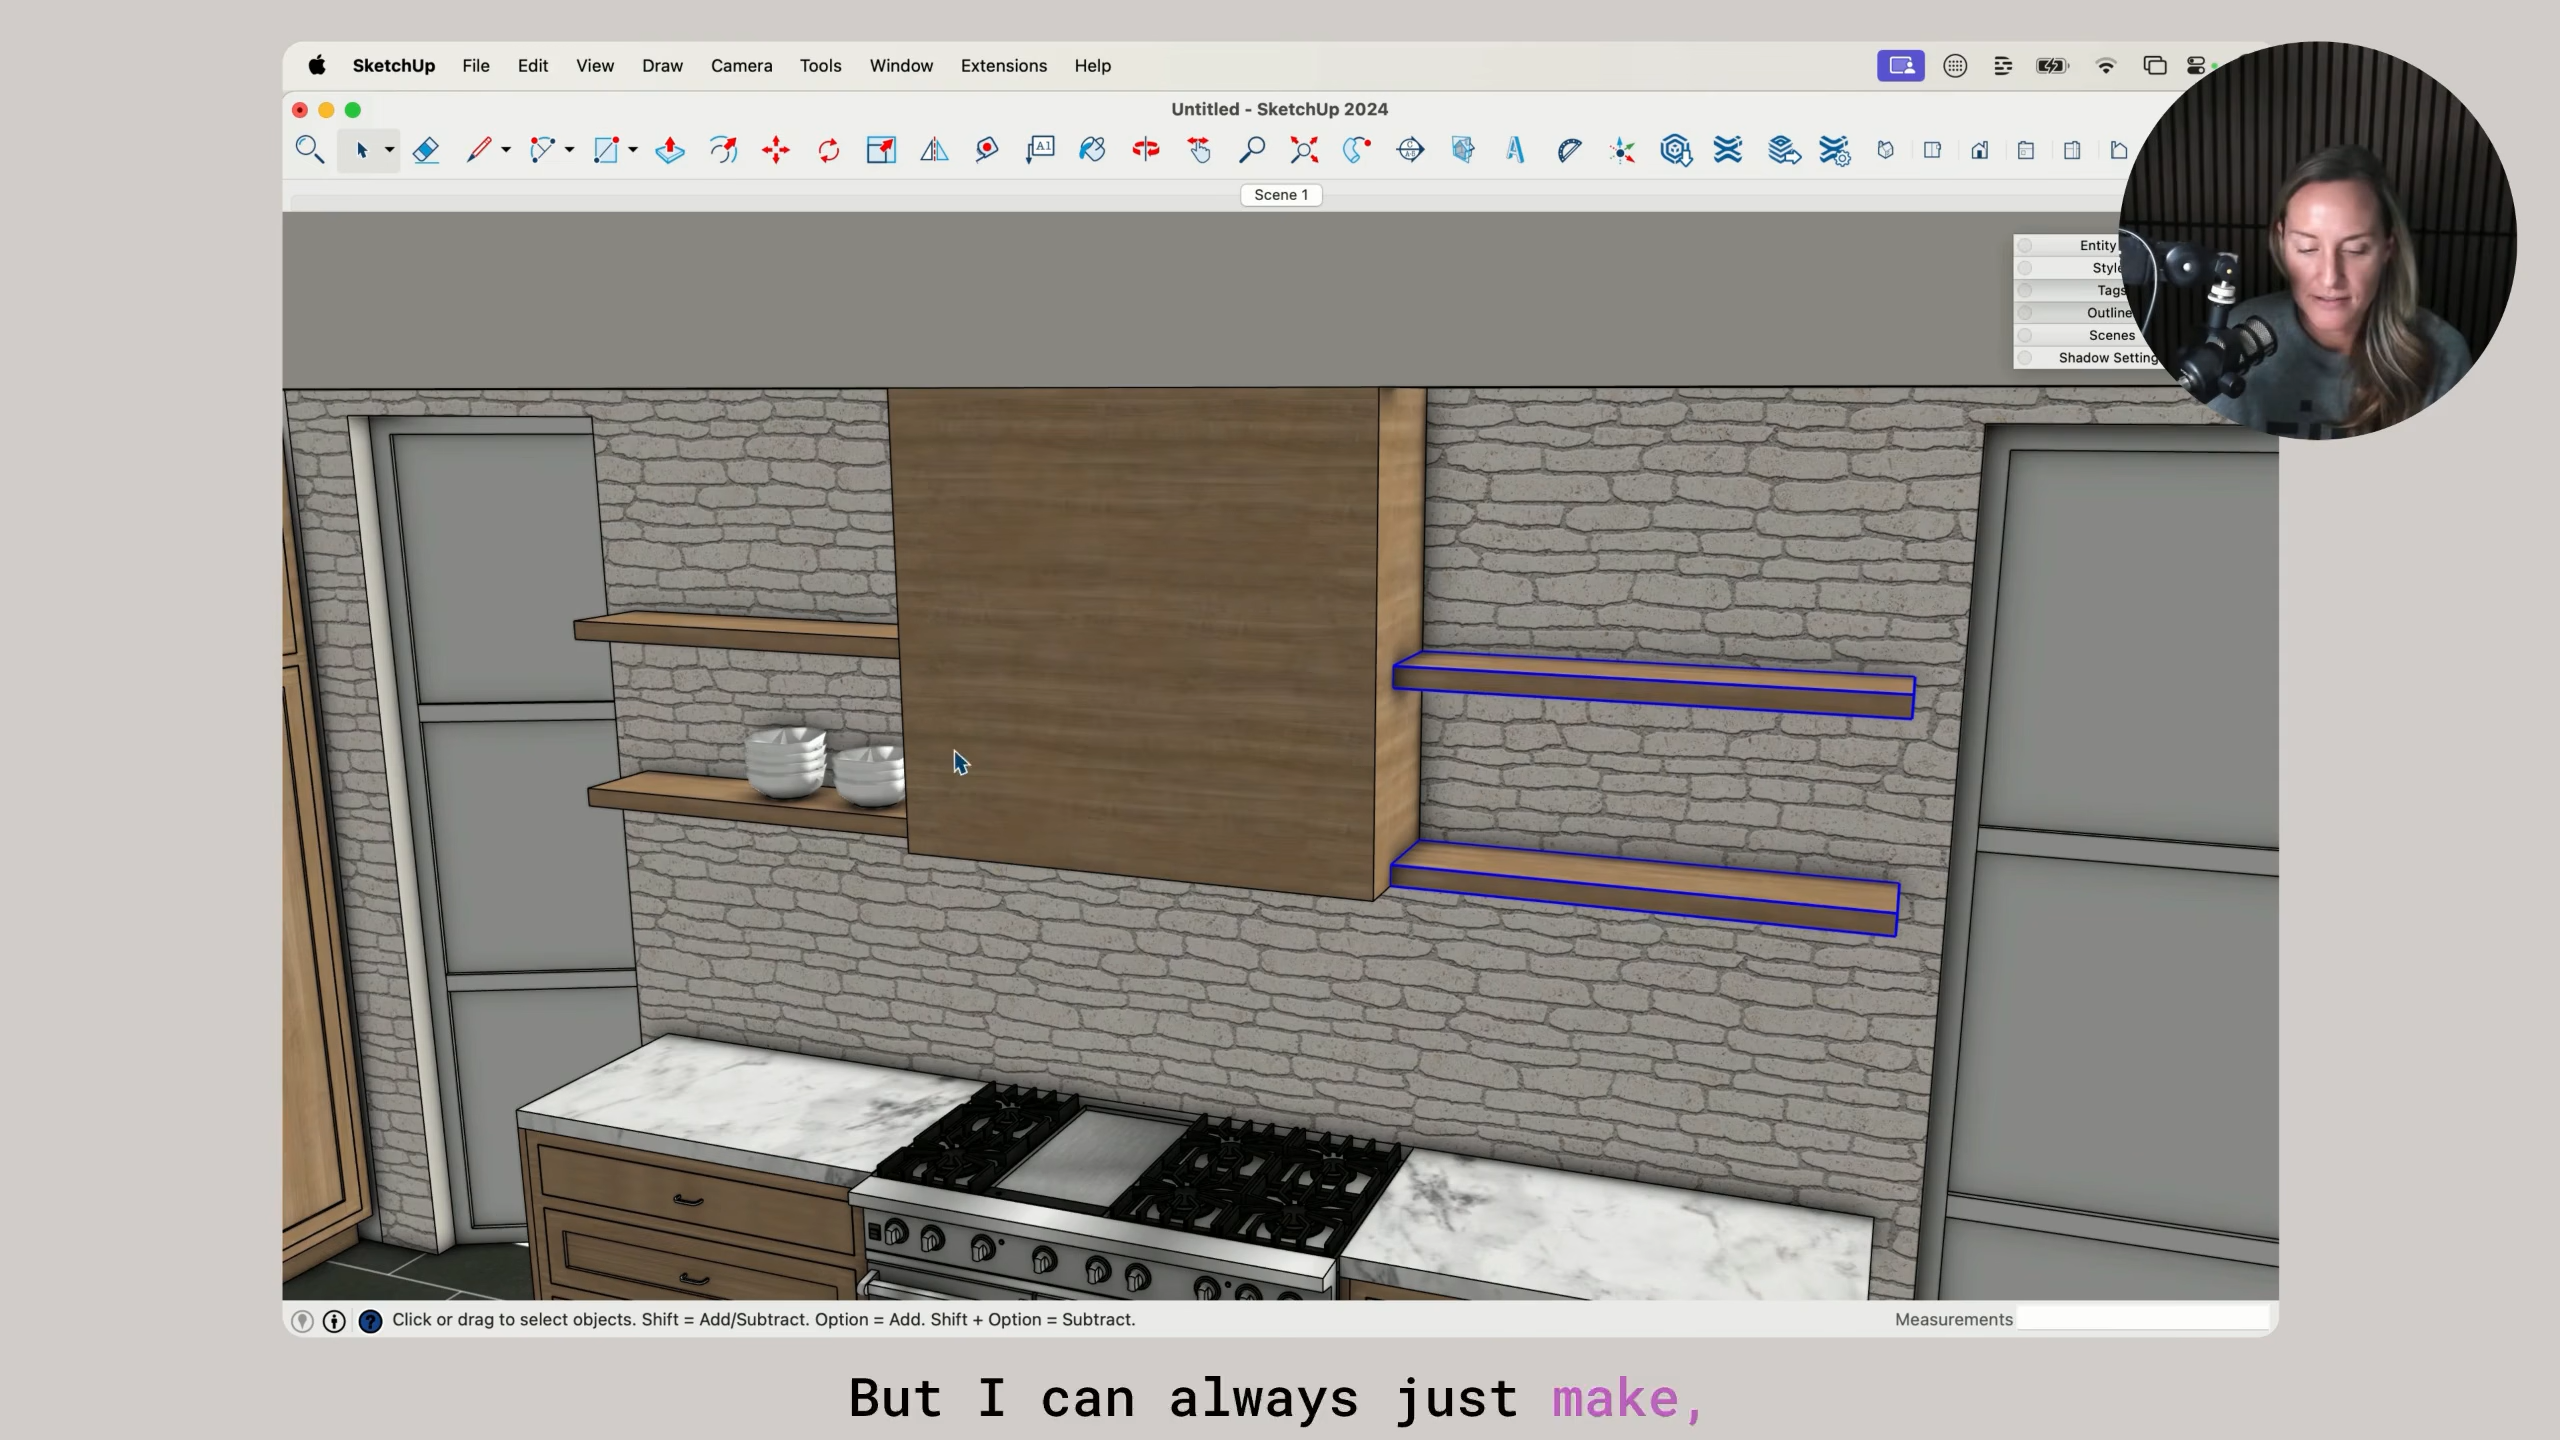 SketchUp File Edit View Draw Camera Tools Window Extensions Help
Untitled - SketchUp 2024
A1
Scene 1
Entity
Style
Tags
Outline
Scenes
Shadow Setting
Click or drag to select objects. Shift = Add/Subtract. Option = Add. Shift + Option = Subtract.
Measurements
But I can always just make,